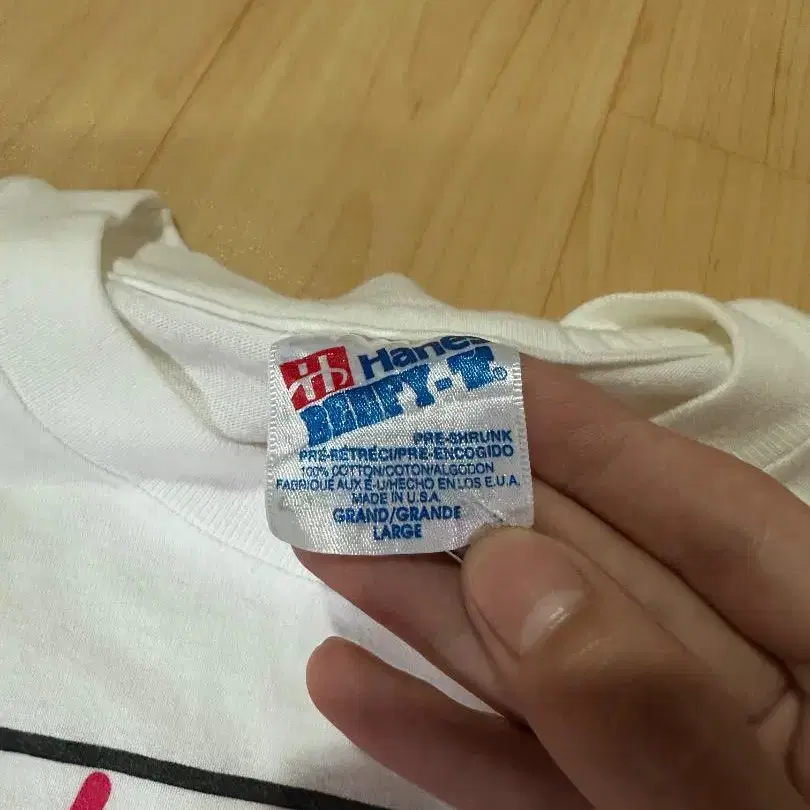 Hanes
BEEFY-T®
PRE-SHRUNK
PRE-RÉTRÉCI/PRE-ENCOGIDO
100% COTTON/COTON/ALGODON
FABRIQUE AUX É-U/HECHO EN LOS E.U.A.
MADE IN U.S.A.
GRAND/GRANDE
LARGE